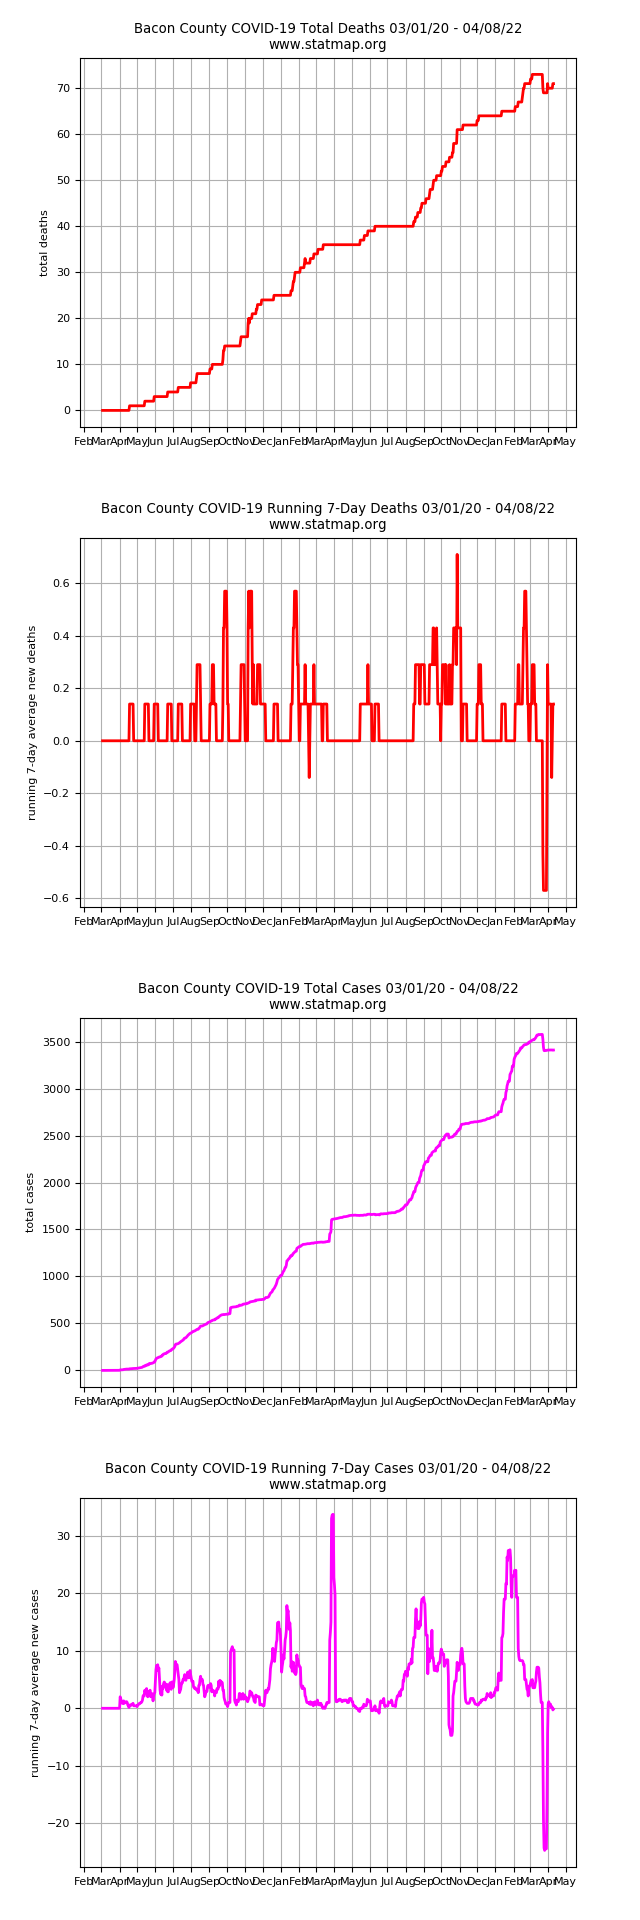 Bacon County COVID-19 Total Deaths 03/01/20 - 04/08/22
www.statmap.org
total deaths
70
60
50
40
30
20
10
0
Feb Mar Apr May Jun Jul Aug Sep Oct Nov Dec Jan Feb Mar Apr May Jun Jul Aug Sep Oct Nov Dec Jan Feb Mar Apr May
Bacon County COVID-19 Running 7-Day Deaths 03/01/20 - 04/08/22
www.statmap.org
running 7-day average new deaths
0.6
0.4
0.2
0.0
−0.2
−0.4
−0.6
Feb Mar Apr May Jun Jul Aug Sep Oct Nov Dec Jan Feb Mar Apr May Jun Jul Aug Sep Oct Nov Dec Jan Feb Mar Apr May
Bacon County COVID-19 Total Cases 03/01/20 - 04/08/22
www.statmap.org
total cases
3500
3000
2500
2000
1500
1000
500
0
Feb Mar Apr May Jun Jul Aug Sep Oct Nov Dec Jan Feb Mar Apr May Jun Jul Aug Sep Oct Nov Dec Jan Feb Mar Apr May
Bacon County COVID-19 Running 7-Day Cases 03/01/20 - 04/08/22
www.statmap.org
running 7-day average new cases
30
20
10
0
−10
−20
Feb Mar Apr May Jun Jul Aug Sep Oct Nov Dec Jan Feb Mar Apr May Jun Jul Aug Sep Oct Nov Dec Jan Feb Mar Apr May